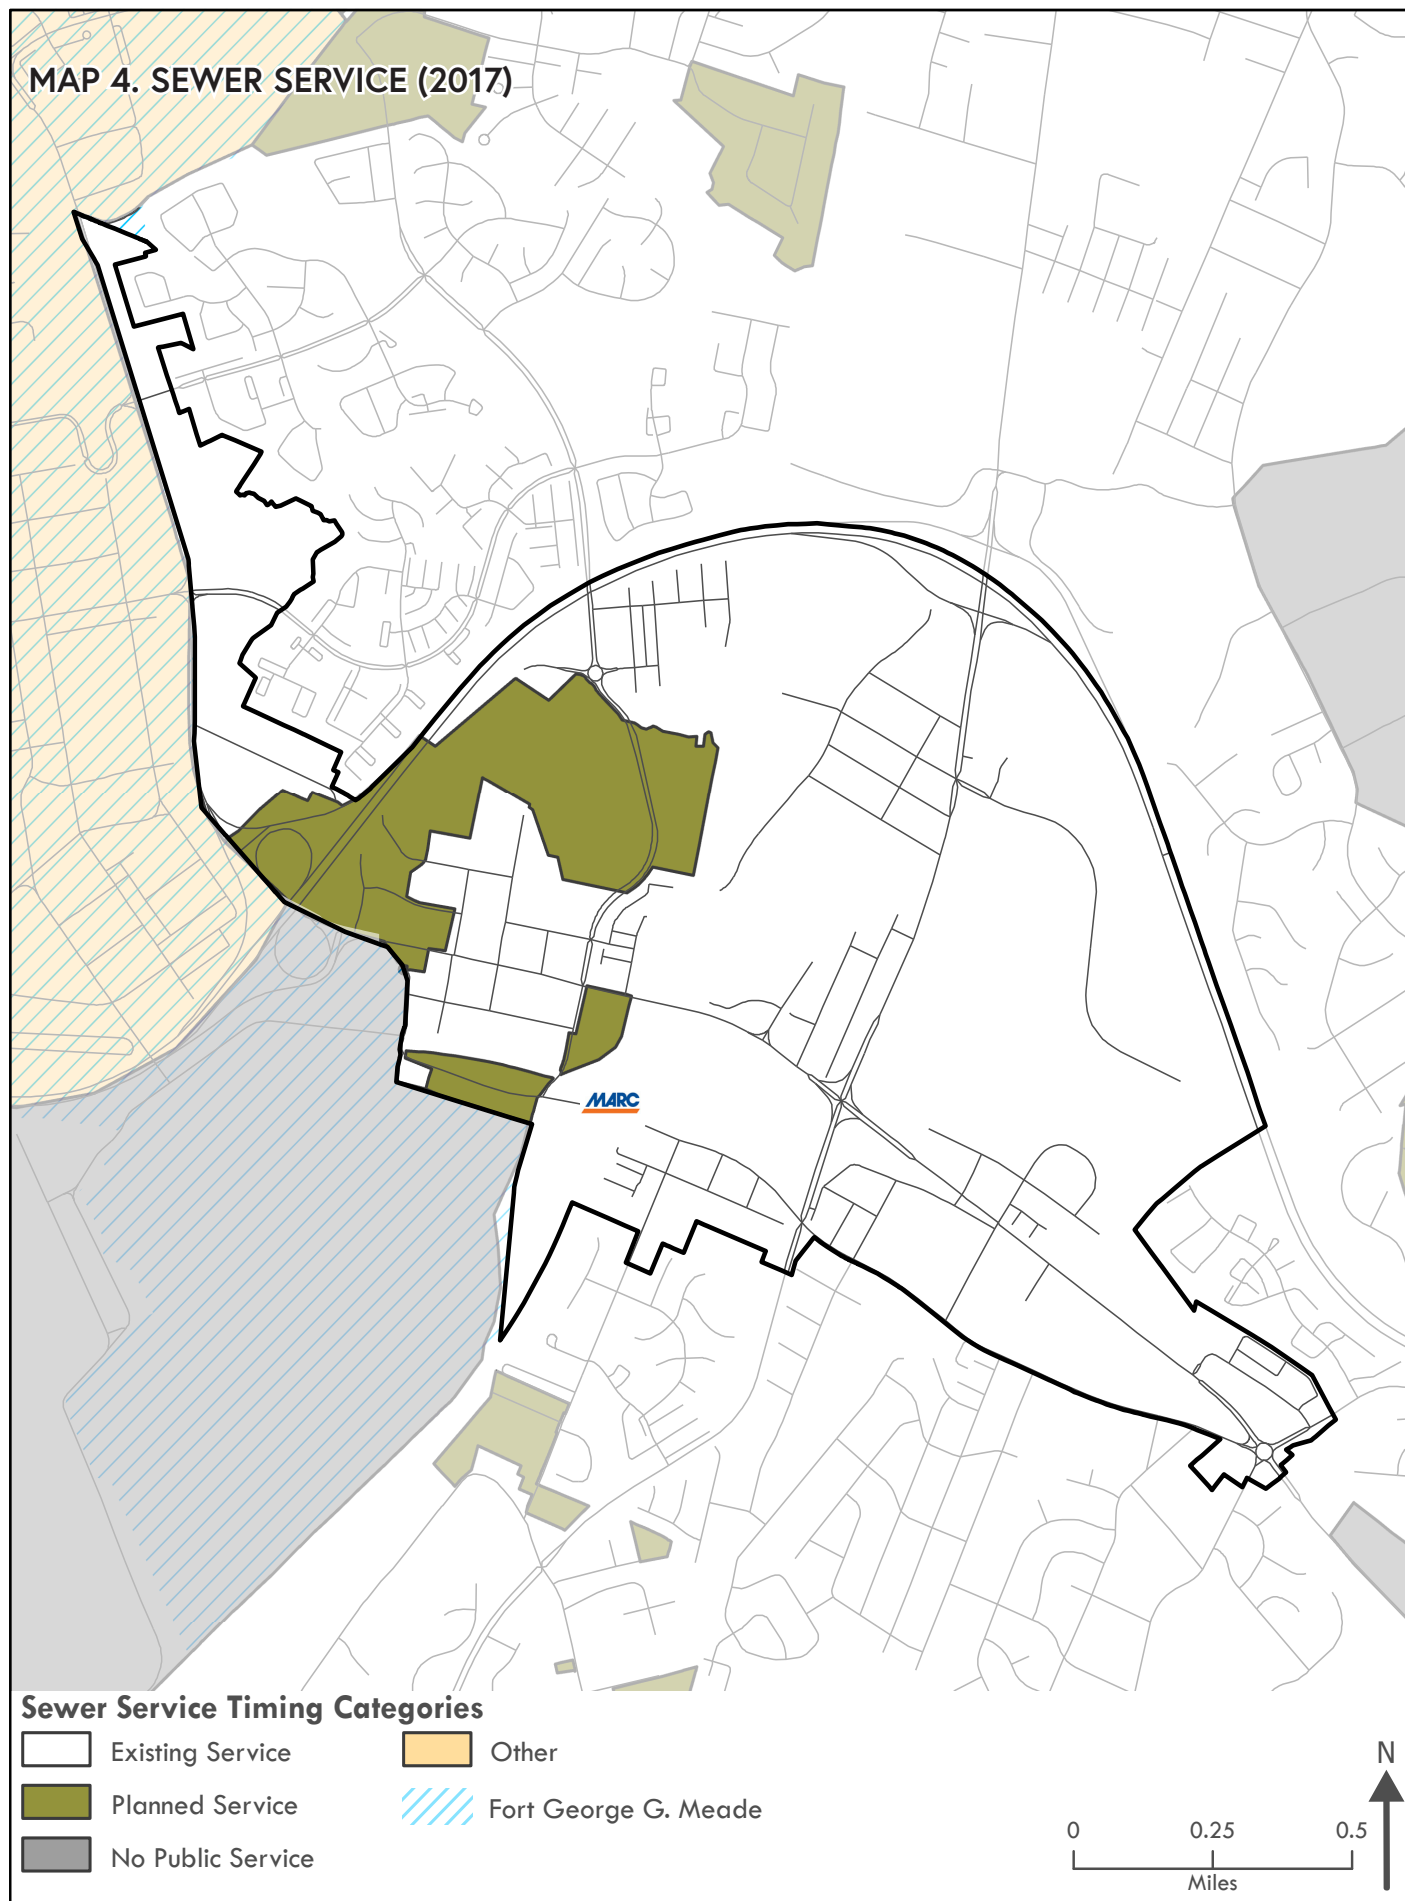 MAP 4. SEWER SERVICE (2017)
MARC
Sewer Service Timing Categories
Existing Service
Planned Service
No Public Service
Other
Fort George G. Meade
N
0 0.25 0.5
Miles